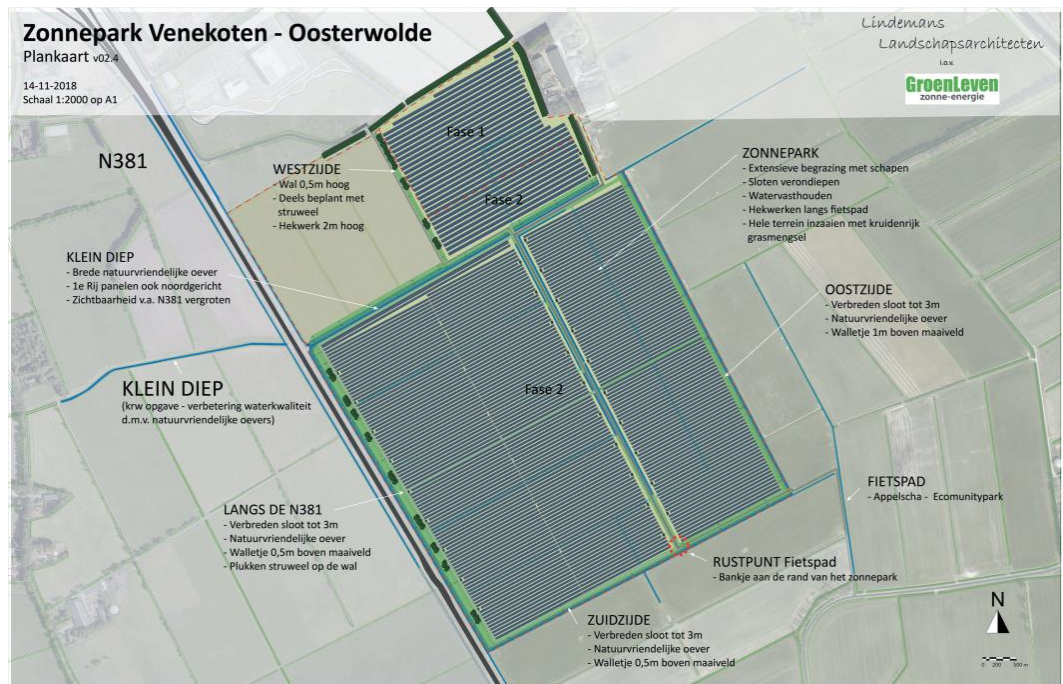 Zonnepark Venekoten - Oosterwolde
Plankaart v02.4
14-11-2018
Schaal 1:2000 op A1
Lindemans
Landschapsarchitecten
i.o.v.
GroenLeven
zonne-energie
N381
Fase 1
Fase 2
WESTZIJDE
- Wal 0,5m hoog
- Deels beplant met
struweel
- Hekwerk 2m hoog
ZONNEPARK
- Extensieve begrazing met schapen
- Sloten verondiepen
- Watervasthouden
- Hekwerken langs fietspad
- Hele terrein inzaaien met kruidenrijk
grasmengsel
KLEIN DIEP
- Brede natuurvriendelijke oever
- 1e Rij panelen ook noordgericht
- Zichtbaarheid v.a. N381 vergroten
OOSTZIJDE
- Verbreden sloot tot 3m
- Natuurvriendelijke oever
- Walletje 1m boven maaiveld
KLEIN DIEP
(krw opgave - verbetering waterkwaliteit
d.m.v. natuurvriendelijke oevers)
Fase 2
LANGS DE N381
- Verbreden sloot tot 3m
- Natuurvriendelijke oever
- Walletje 0,5m boven maaiveld
- Plukken struweel op de wal
FIETSPAD
- Appelscha - Ecomunitypark
RUSTPUNT Fietspad
- Bankje aan de rand van het zonnepark
ZUIDZIJDE
- Verbreden sloot tot 3m
- Natuurvriendelijke oever
- Walletje 0,5m boven maaiveld
N
0 200 500 m